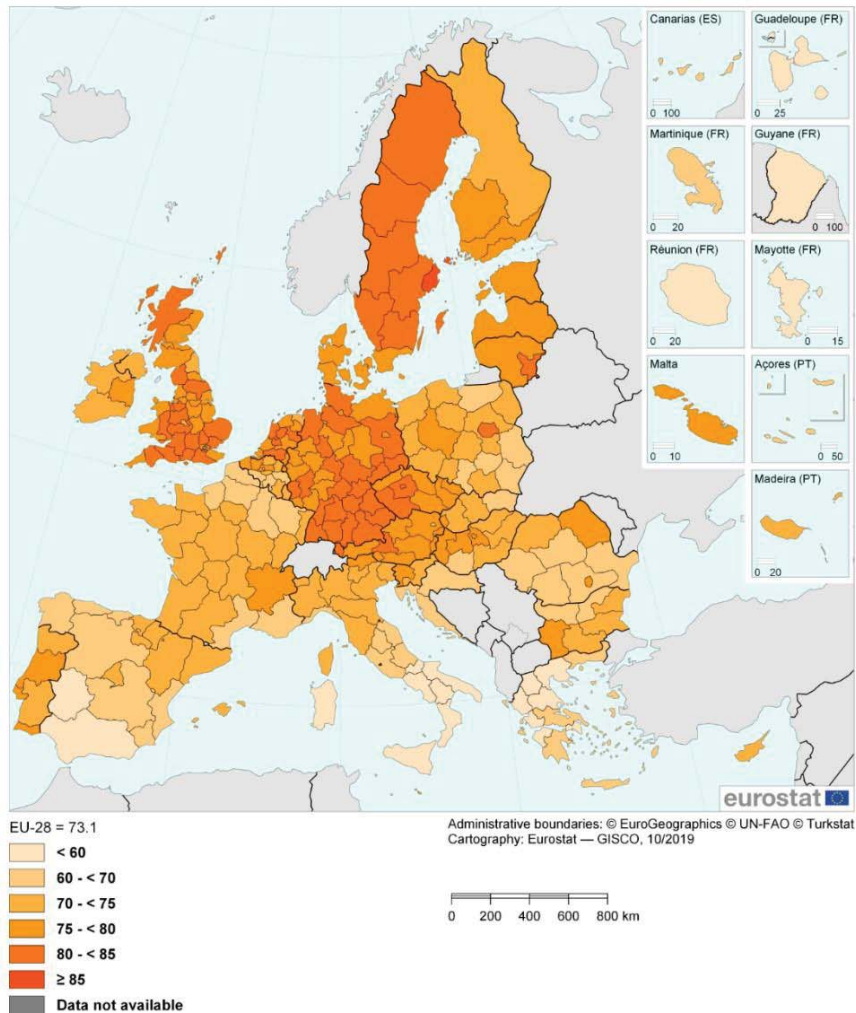 Canarias (ES)
0 100
Guadeloupe (FR)
0 25
Martinique (FR)
0 20
Guyane (FR)
0 100
Réunion (FR)
0 20
Mayotte (FR)
0 15
Malta
0 10
Açores (PT)
0 50
Madeira (PT)
0 20
eurostat
EU-28 = 73.1
< 60
60 - < 70
70 - < 75
75 - < 80
80 - < 85
≥ 85
Data not available
Administrative boundaries: © EuroGeographics © UN-FAO © Turkstat
Cartography: Eurostat — GISCO, 10/2019
0 200 400 600 800 km